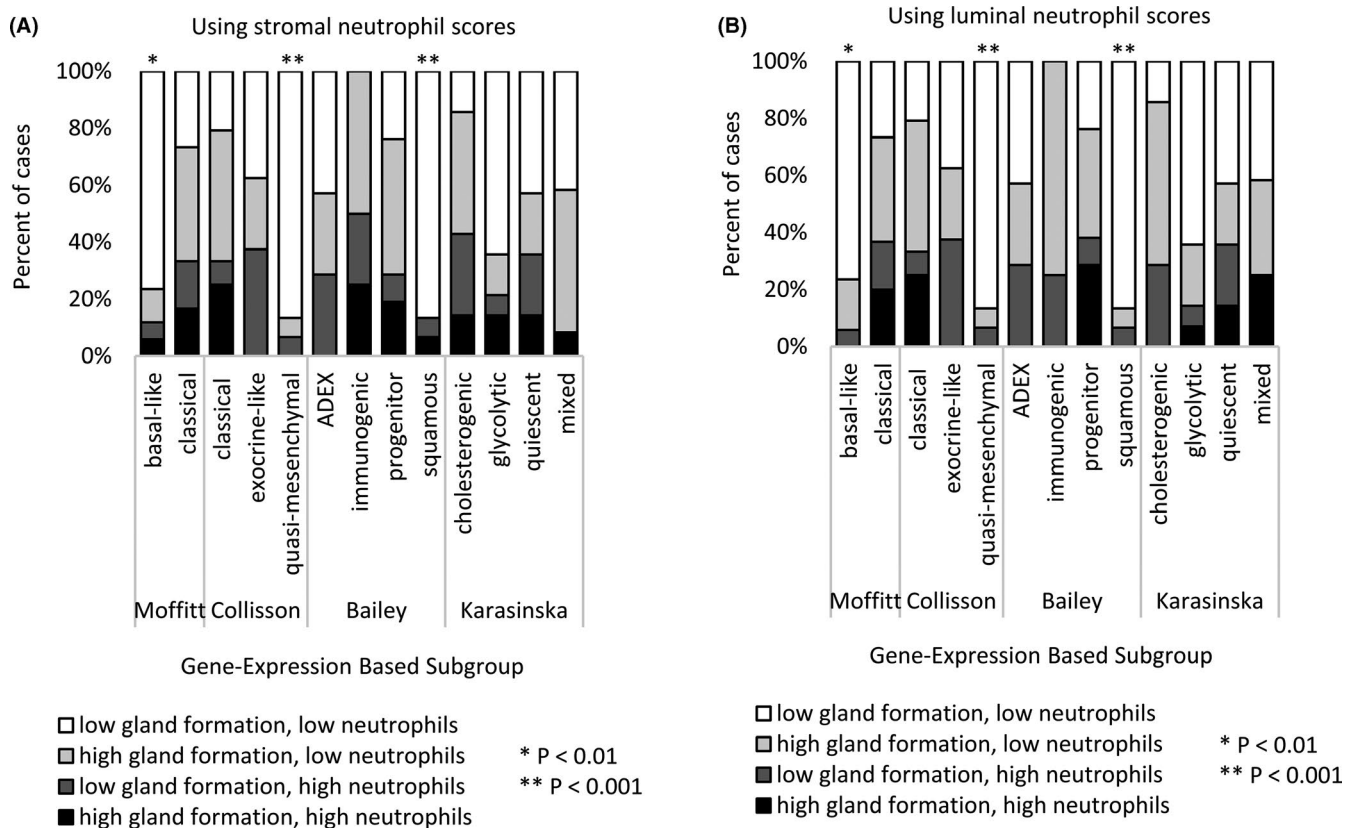 (A)
Using stromal neutrophil scores
* ** **
100%
80%
60%
40%
20%
0%
Percent of cases
basal-like
classical
classical
exocrine-like
quasi-mesenchymal
ADEX
immunogenic
progenitor
squamous
cholesterogenic
glycolytic
quiescent
mixed
Moffitt Collisson Bailey Karasinska
Gene-Expression Based Subgroup
low gland formation, low neutrophils
high gland formation, low neutrophils * P < 0.01
low gland formation, high neutrophils ** P < 0.001
high gland formation, high neutrophils
(B)
Using luminal neutrophil scores
* ** **
100%
80%
60%
40%
20%
0%
Percent of cases
basal-like
classical
classical
exocrine-like
quasi-mesenchymal
ADEX
immunogenic
progenitor
squamous
cholesterogenic
glycolytic
quiescent
mixed
Moffitt Collisson Bailey Karasinska
Gene-Expression Based Subgroup
low gland formation, low neutrophils
high gland formation, low neutrophils * P < 0.01
low gland formation, high neutrophils ** P < 0.001
high gland formation, high neutrophils